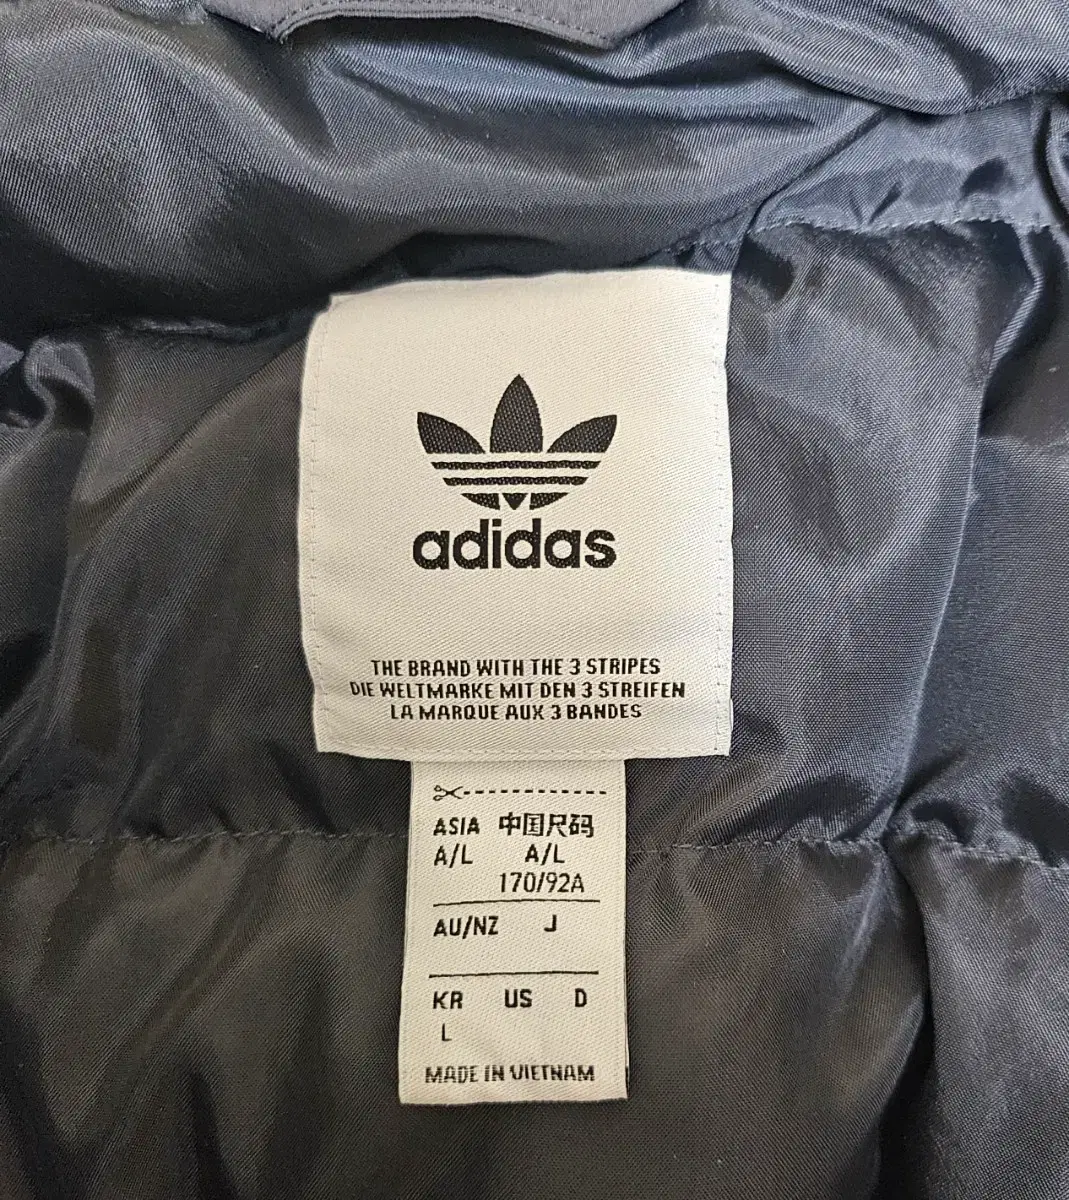 adidas
THE BRAND WITH THE 3 STRIPES
DIE WELTMARKE MIT DEN 3 STREIFEN
LA MARQUE AUX 3 BANDES
ASIA 中国尺码
A/L A/L
170/92A
AU/NZ J
KR US D
L
MADE IN VIETNAM